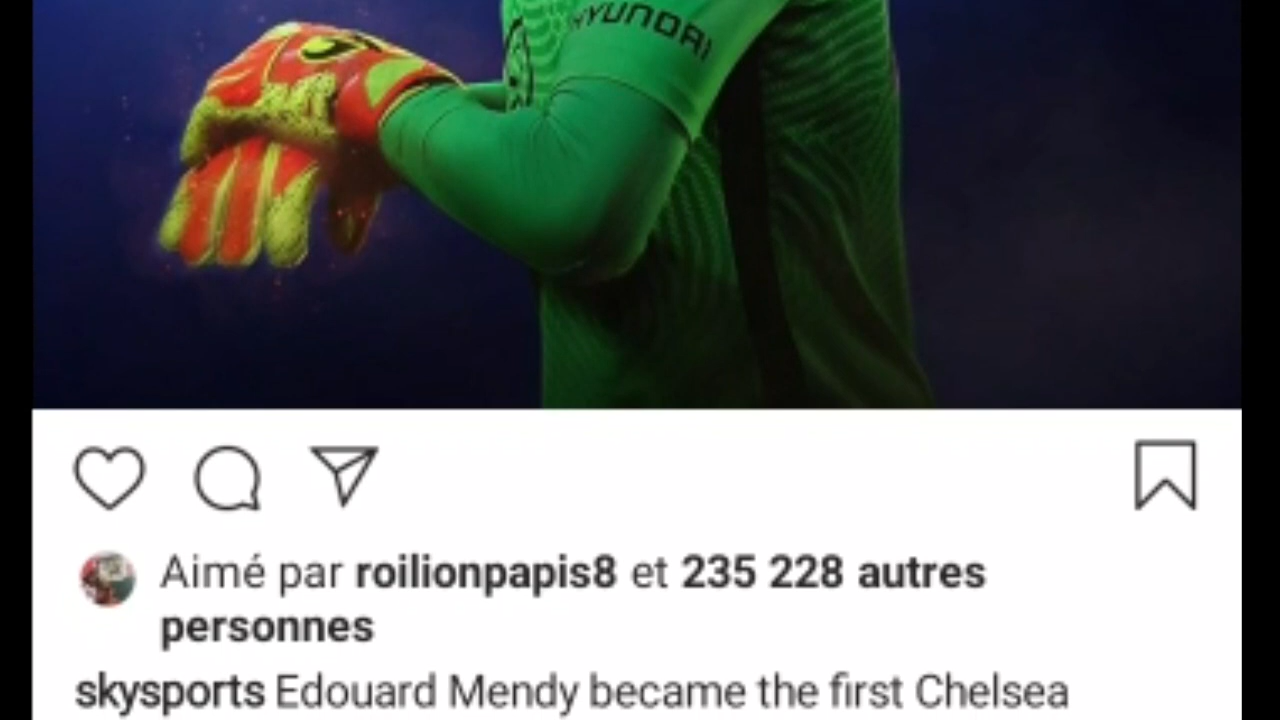 HYUNDAI
Aimé par roilionpapis8 et 235 228 autres
personnes
skysports Edouard Mendy became the first Chelsea